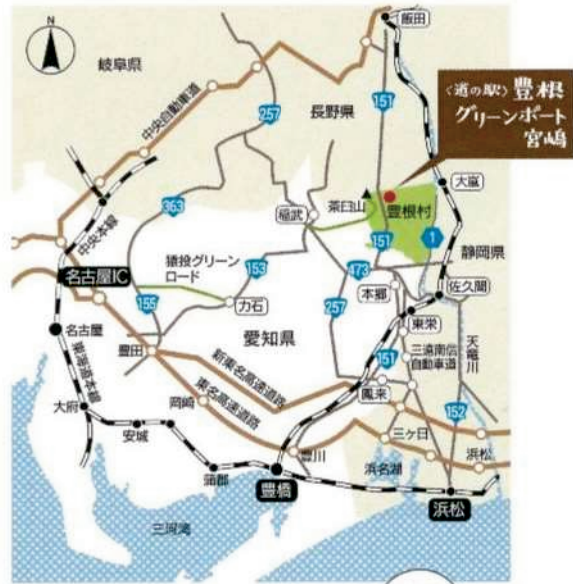 N
飯田
岐阜県
151
〈道の駅〉豊根
グリーンポート
宮嶋
中央自動車道
257
長野県
大嵐
茶臼山
豊根村
363
稲武
中央本線
151
1
静岡県
猿投グリーン
ロード
153
473
名古屋IC
本郷
佐久間
155
力石
257
東栄
名古屋
愛知県
天竜川
豊田
151
三遠南信
自動車道
東海道本線
新東名高速道路
鳳来
大府
岡崎
東名高速道路
152
安城
三ヶ日
豊川
浜松
蒲郡
浜名湖
豊橋
浜松
三河湾